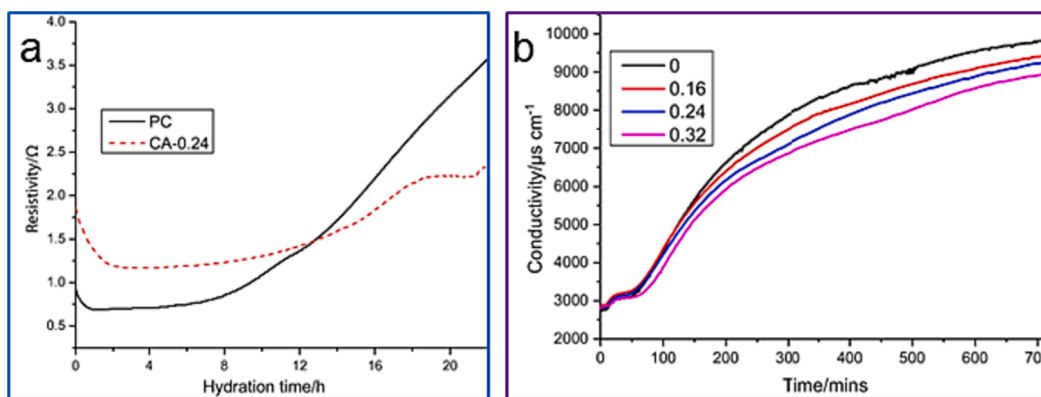 a
4.0
3.5
3.0
2.5
2.0
1.5
1.0
0.5
Resistivity/Ω
PC
CA-0.24
0 4 8 12 16 20
Hydration time/h
b
10000
9000
8000
7000
6000
5000
4000
3000
2000
Conductivity/µs cm⁻¹
0
0.16
0.24
0.32
0 100 200 300 400 500 600 70
Time/mins